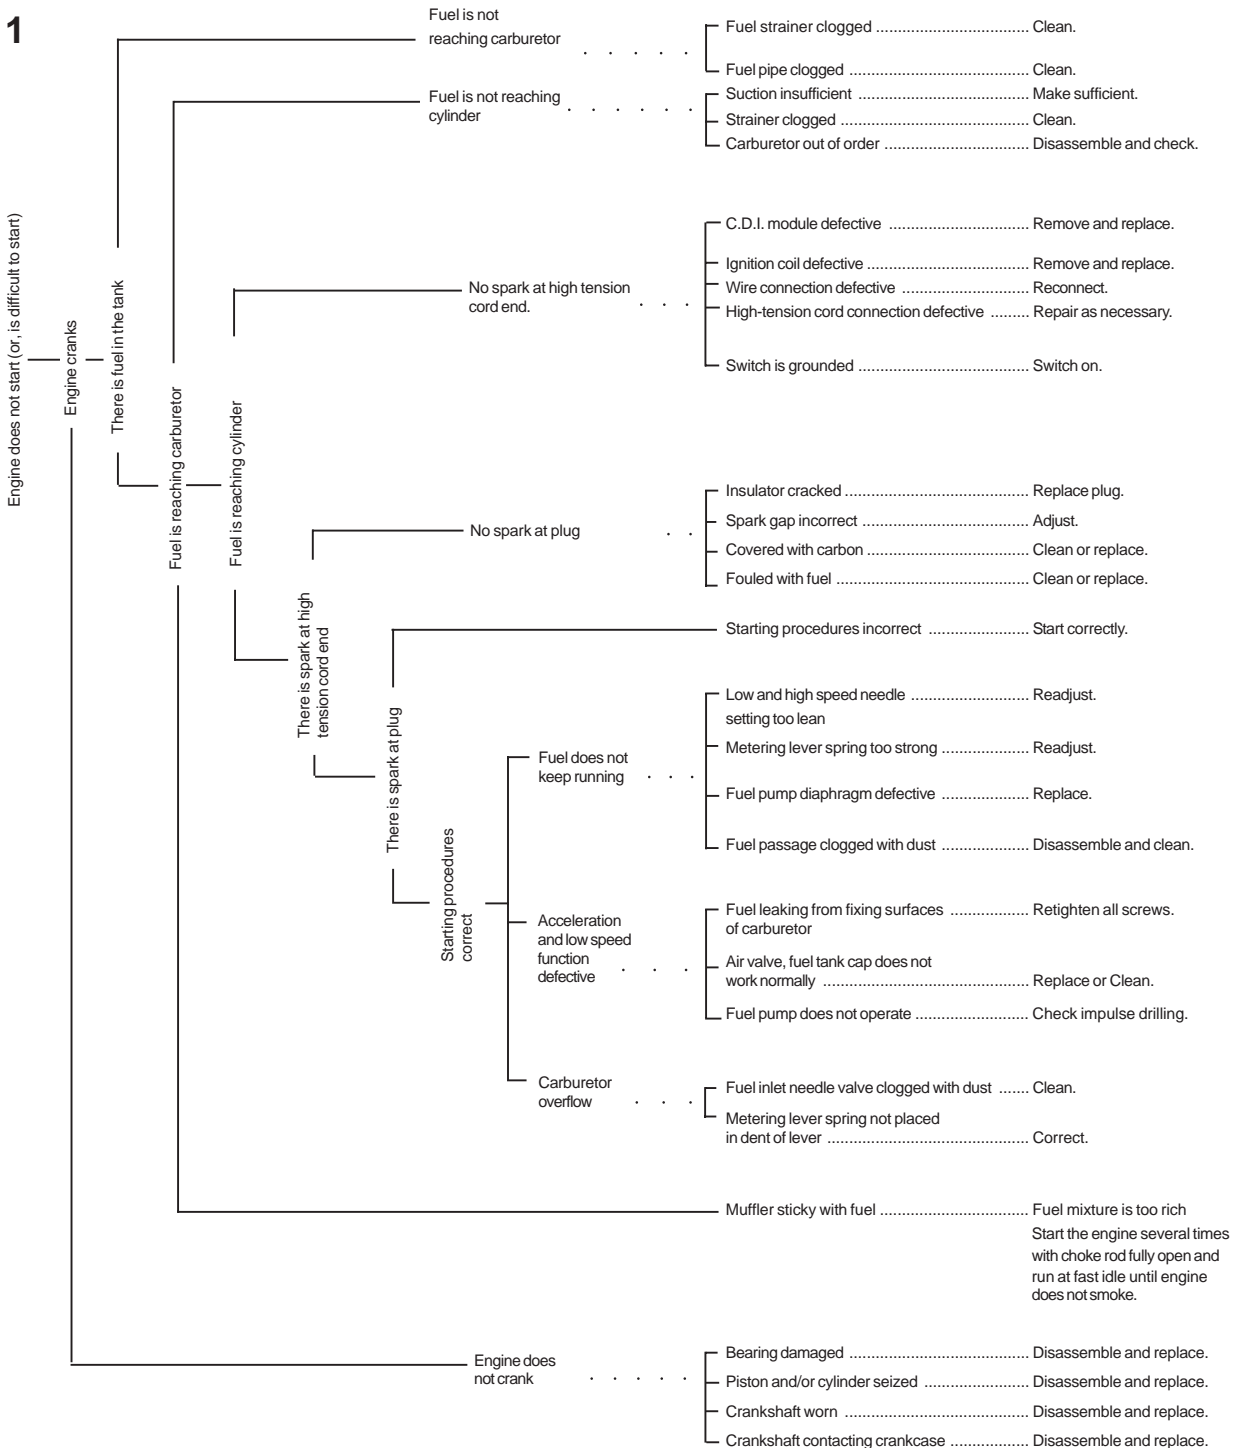 1
Fuel is not
reaching carburetor
Fuel strainer clogged ..................................... Clean.
Fuel pipe clogged ........................................... Clean.
Fuel is not reaching
cylinder
Suction insufficient ......................................... Make sufficient.
Strainer clogged ............................................. Clean.
Carburetor out of order ................................... Disassemble and check.
Engine does not start (or, is difficult to start)
Engine cranks
There is fuel in the tank
Fuel is reaching carburetor
Fuel is reaching cylinder
No spark at high tension
cord end.
C.D.I. module defective .................................. Remove and replace.
Ignition coil defective ....................................... Remove and replace.
Wire connection defective ............................... Reconnect.
High-tension cord connection defective ......... Repair as necessary.
Switch is grounded ......................................... Switch on.
There is spark at high
tension cord end
No spark at plug
Insulator cracked ............................................ Replace plug.
Spark gap incorrect ........................................ Adjust.
Covered with carbon ....................................... Clean or replace.
Fouled with fuel .............................................. Clean or replace.
There is spark at plug
Starting procedures incorrect ........................ Start correctly.
Starting procedures
correct
Fuel does not
keep running
Low and high speed needle ............................ Readjust.
setting too lean
Metering lever spring too strong ..................... Readjust.
Fuel pump diaphragm defective ..................... Replace.
Fuel passage clogged with dust ..................... Disassemble and clean.
Acceleration
and low speed
function
defective
Fuel leaking from fixing surfaces ................... Retighten all screws.
of carburetor
Air valve, fuel tank cap does not
work normally .................................................. Replace or Clean.
Fuel pump does not operate ........................... Check impulse drilling.
Carburetor
overflow
Fuel inlet needle valve clogged with dust ....... Clean.
Metering lever spring not placed
in dent of lever ................................................. Correct.
Muffler sticky with fuel .................................... Fuel mixture is too rich
Start the engine several times
with choke rod fully open and
run at fast idle until engine
does not smoke.
Engine does
not crank
Bearing damaged ........................................... Disassemble and replace.
Piston and/or cylinder seized ......................... Disassemble and replace.
Crankshaft worn ............................................. Disassemble and replace.
Crankshaft contacting crankcase ................... Disassemble and replace.